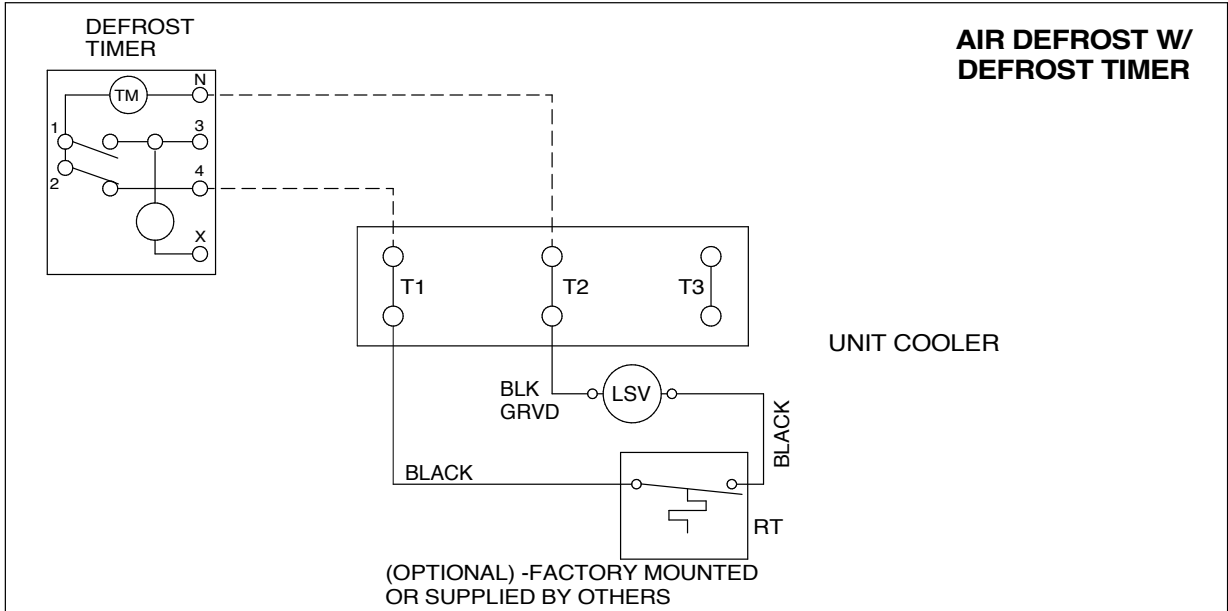 DEFROST
TIMER
AIR DEFROST W/
DEFROST TIMER
TM
N
1
3
2
4
X
T1
T2
T3
UNIT COOLER
BLK
GRVD
LSV
BLACK
BLACK
RT
(OPTIONAL) -FACTORY MOUNTED
OR SUPPLIED BY OTHERS